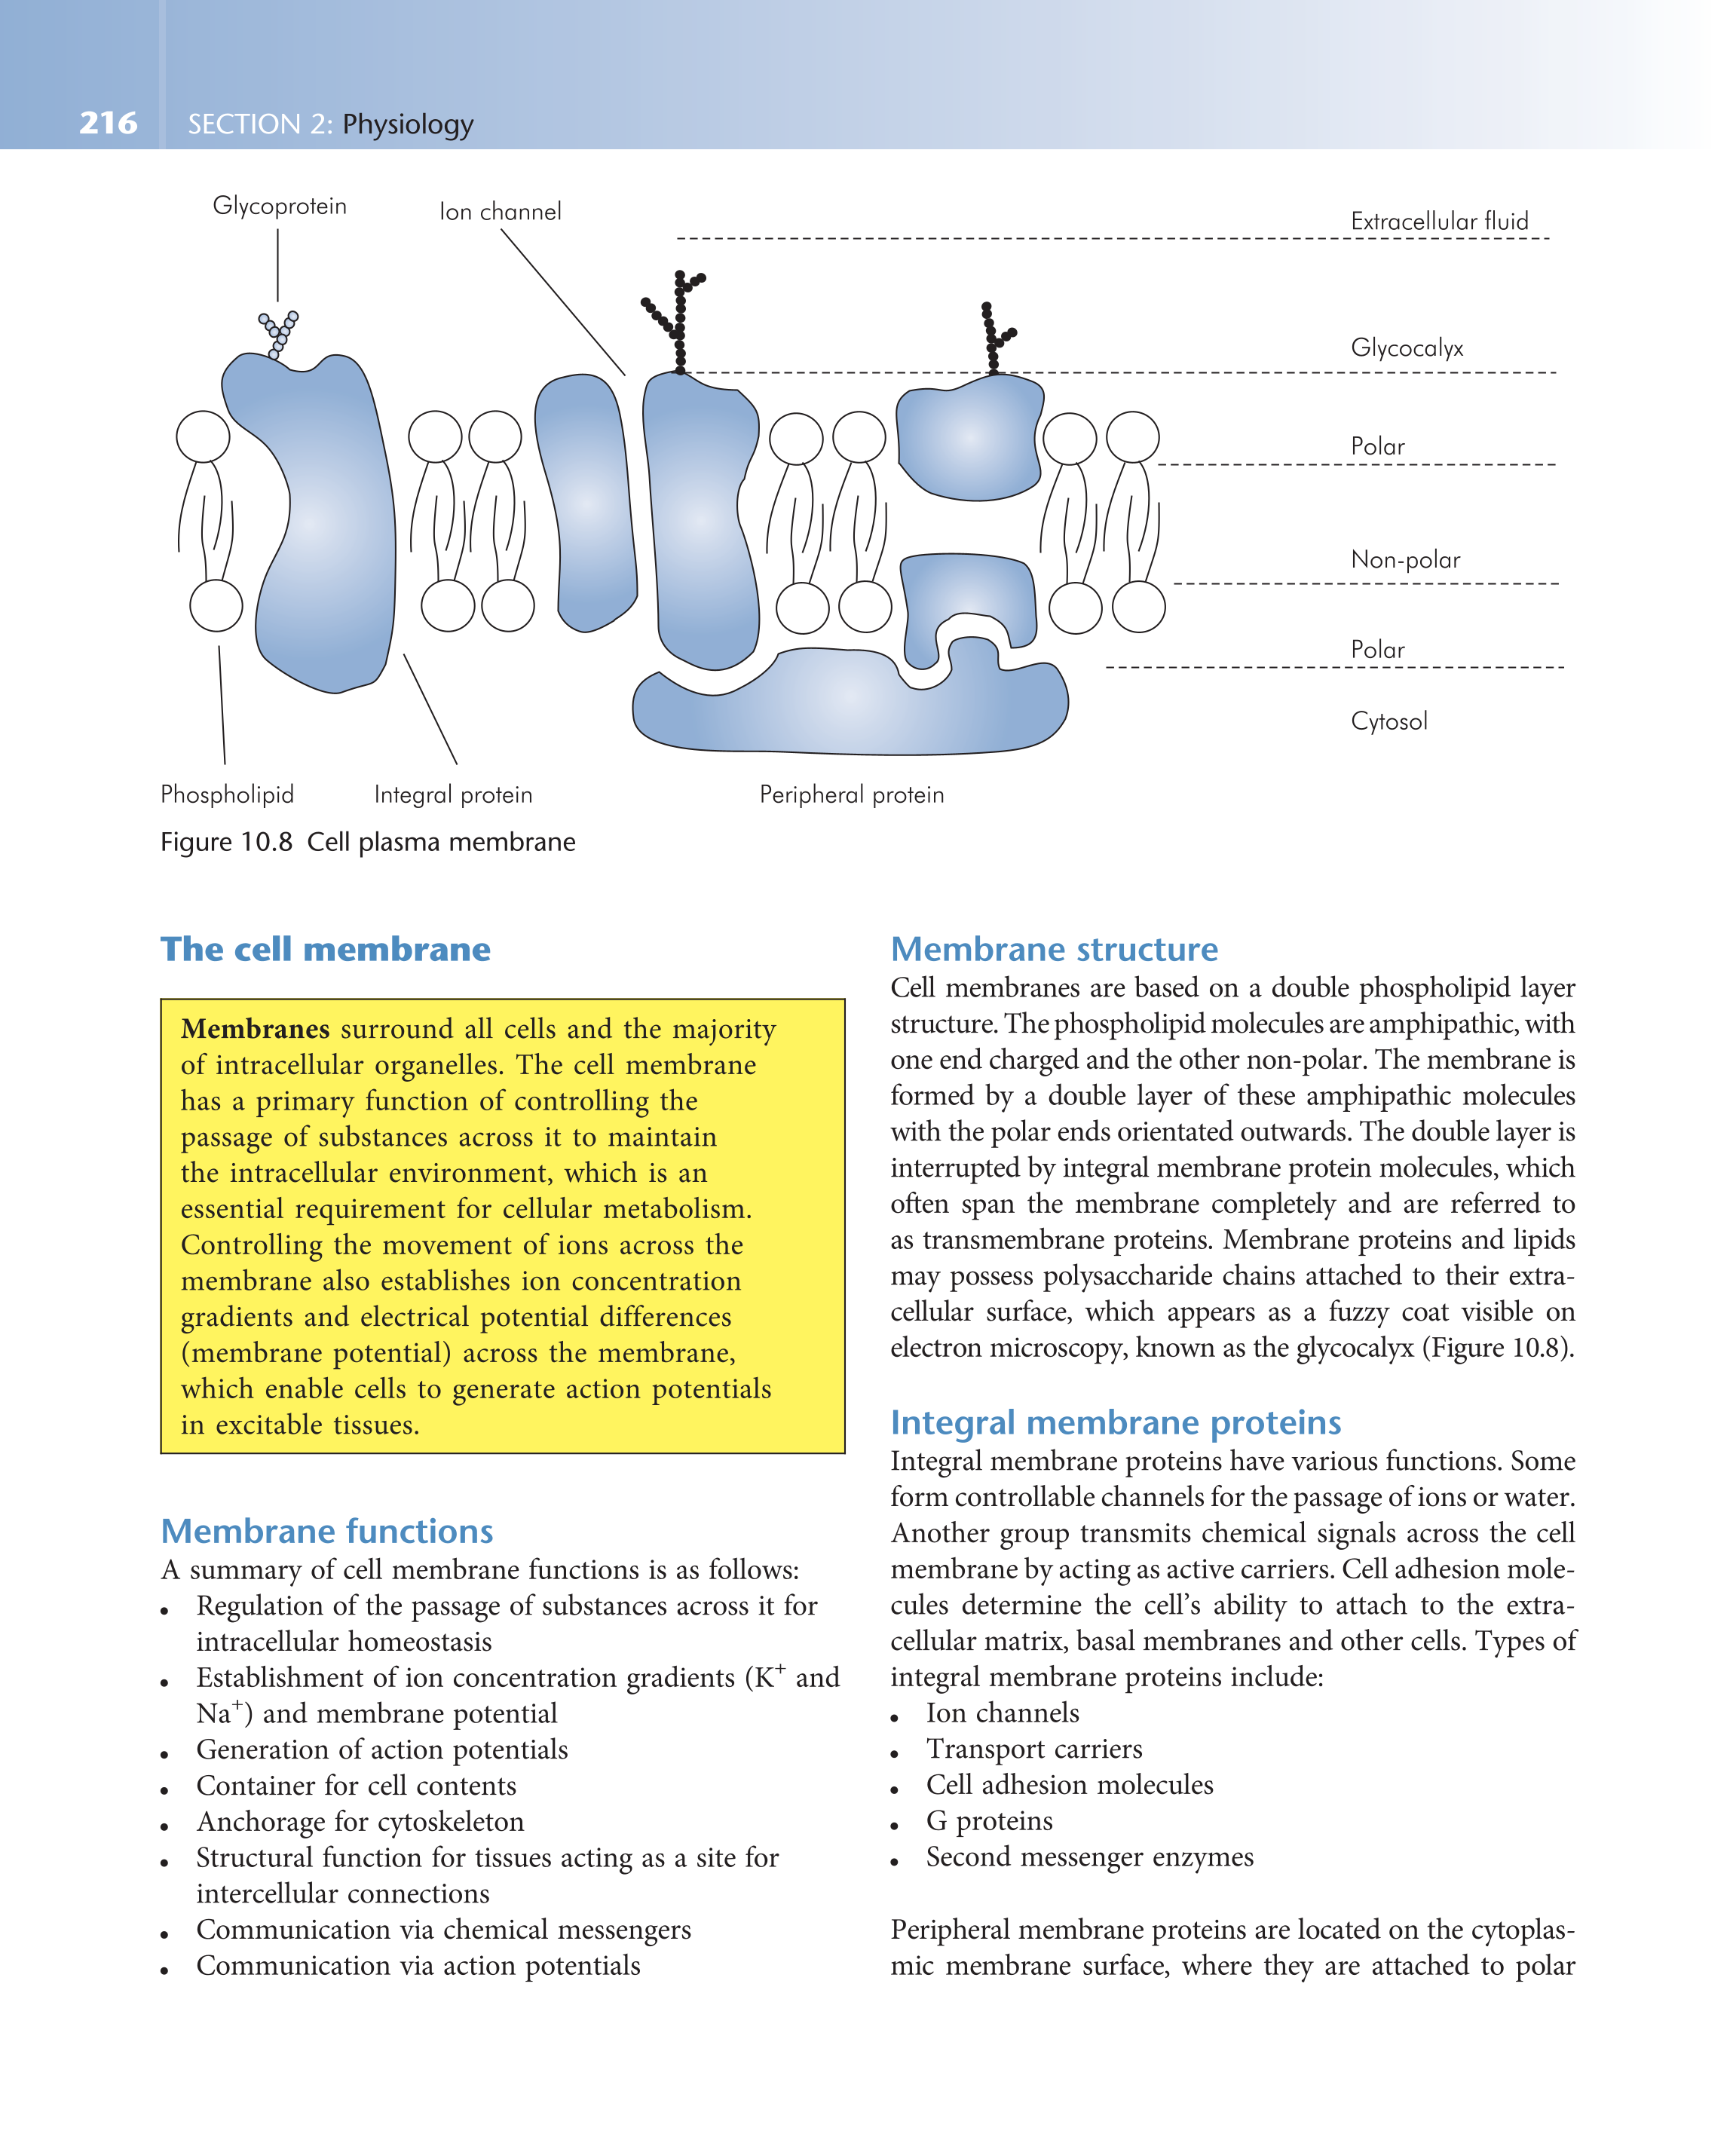 216 SECTION 2: Physiology
Glycoprotein
Ion channel
Extracellular fluid
Glycocalyx
Polar
Non-polar
Polar
Cytosol
Phospholipid
Integral protein
Peripheral protein
Figure 10.8 Cell plasma membrane
The cell membrane
Membranes surround all cells and the majority
of intracellular organelles. The cell membrane
has a primary function of controlling the
passage of substances across it to maintain
the intracellular environment, which is an
essential requirement for cellular metabolism.
Controlling the movement of ions across the
membrane also establishes ion concentration
gradients and electrical potential differences
(membrane potential) across the membrane,
which enable cells to generate action potentials
in excitable tissues.
Membrane functions
A summary of cell membrane functions is as follows:
• Regulation of the passage of substances across it for
intracellular homeostasis
• Establishment of ion concentration gradients (K⁺ and
Na⁺) and membrane potential
• Generation of action potentials
• Container for cell contents
• Anchorage for cytoskeleton
• Structural function for tissues acting as a site for
intercellular connections
• Communication via chemical messengers
• Communication via action potentials
Membrane structure
Cell membranes are based on a double phospholipid layer
structure. The phospholipid molecules are amphipathic, with
one end charged and the other non-polar. The membrane is
formed by a double layer of these amphipathic molecules
with the polar ends orientated outwards. The double layer is
interrupted by integral membrane protein molecules, which
often span the membrane completely and are referred to
as transmembrane proteins. Membrane proteins and lipids
may possess polysaccharide chains attached to their extra-
cellular surface, which appears as a fuzzy coat visible on
electron microscopy, known as the glycocalyx (Figure 10.8).
Integral membrane proteins
Integral membrane proteins have various functions. Some
form controllable channels for the passage of ions or water.
Another group transmits chemical signals across the cell
membrane by acting as active carriers. Cell adhesion mole-
cules determine the cell's ability to attach to the extra-
cellular matrix, basal membranes and other cells. Types of
integral membrane proteins include:
• Ion channels
• Transport carriers
• Cell adhesion molecules
• G proteins
• Second messenger enzymes
Peripheral membrane proteins are located on the cytoplas-
mic membrane surface, where they are attached to polar